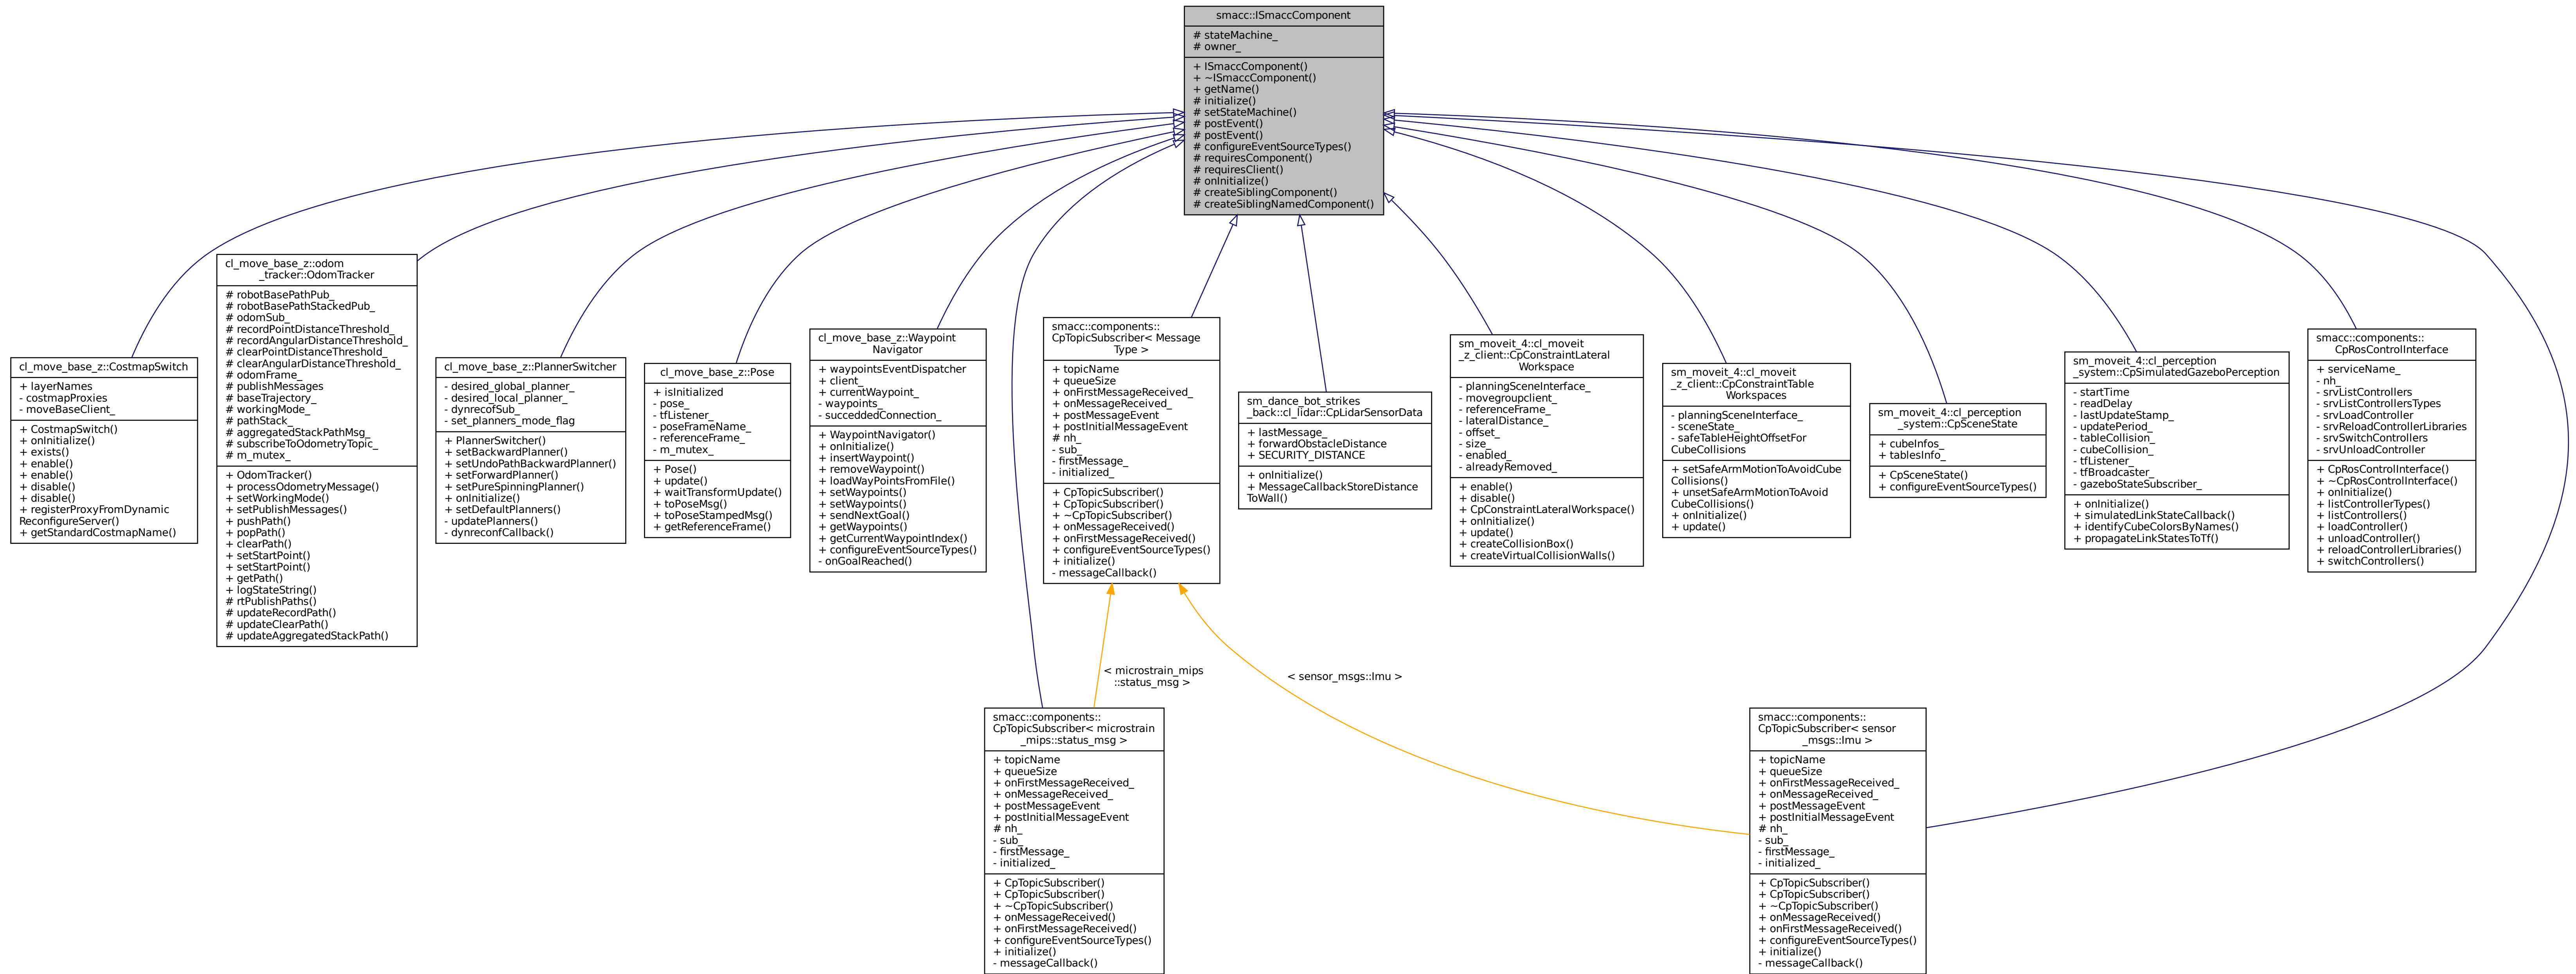 smacc::ISmaccComponent
# stateMachine_
# owner_
+ ISmaccComponent()
+ ~ISmaccComponent()
+ getName()
# initialize()
# setStateMachine()
# postEvent()
# postEvent()
# configureEventSourceTypes()
# requiresComponent()
# requiresClient()
# onInitialize()
# createSiblingComponent()
# createSiblingNamedComponent()
cl_move_base_z::CostmapSwitch
+ layerNames
- costmapProxies
- moveBaseClient_
+ CostmapSwitch()
+ onInitialize()
+ exists()
+ enable()
+ enable()
+ disable()
+ disable()
+ registerProxyFromDynamic
ReconfigureServer()
+ getStandardCostmapName()
cl_move_base_z::odom
_tracker::OdomTracker
# robotBasePathPub_
# robotBasePathStackedPub_
# odomSub_
# recordPointDistanceThreshold_
# recordAngularDistanceThreshold_
# clearPointDistanceThreshold_
# clearAngularDistanceThreshold_
# odomFrame_
# publishMessages
# baseTrajectory_
# workingMode_
# pathStack_
# aggregatedStackPathMsg_
# subscribeToOdometryTopic_
# m_mutex_
+ OdomTracker()
+ processOdometryMessage()
+ setWorkingMode()
+ setPublishMessages()
+ pushPath()
+ popPath()
+ clearPath()
+ setStartPoint()
+ setStartPoint()
+ getPath()
+ logStateString()
# rtPublishPaths()
# updateRecordPath()
# updateClearPath()
# updateAggregatedStackPath()
cl_move_base_z::PlannerSwitcher
- desired_global_planner_
- desired_local_planner_
- dynrecofSub_
- set_planners_mode_flag
+ PlannerSwitcher()
+ setBackwardPlanner()
+ setUndoPathBackwardPlanner()
+ setForwardPlanner()
+ setPureSpinningPlanner()
+ onInitialize()
+ setDefaultPlanners()
- updatePlanners()
- dynreconfCallback()
cl_move_base_z::Pose
+ isInitialized
- pose_
- tfListener_
- poseFrameName_
- referenceFrame_
- m_mutex_
+ Pose()
+ update()
+ waitTransformUpdate()
+ toPoseMsg()
+ toPoseStampedMsg()
+ getReferenceFrame()
cl_move_base_z::Waypoint
Navigator
+ waypointsEventDispatcher
+ client_
+ currentWaypoint_
- waypoints_
- succeddedConnection_
+ WaypointNavigator()
+ onInitialize()
+ insertWaypoint()
+ removeWaypoint()
+ loadWayPointsFromFile()
+ setWaypoints()
+ setWaypoints()
+ sendNextGoal()
+ getWaypoints()
+ getCurrentWaypointIndex()
+ configureEventSourceTypes()
- onGoalReached()
smacc::components::
CpTopicSubscriber< Message
Type >
+ topicName
+ queueSize
+ onFirstMessageReceived_
+ onMessageReceived_
+ postMessageEvent
+ postInitialMessageEvent
# nh_
- sub_
- firstMessage_
- initialized_
+ CpTopicSubscriber()
+ CpTopicSubscriber()
+ ~CpTopicSubscriber()
+ onMessageReceived()
+ onFirstMessageReceived()
+ configureEventSourceTypes()
+ initialize()
- messageCallback()
sm_dance_bot_strikes
_back::cl_lidar::CpLidarSensorData
+ lastMessage_
+ forwardObstacleDistance
+ SECURITY_DISTANCE
+ onInitialize()
+ MessageCallbackStoreDistance
ToWall()
sm_moveit_4::cl_moveit
_z_client::CpConstraintLateral
Workspace
- planningSceneInterface_
- movegroupclient_
- referenceFrame_
- lateralDistance_
- offset_
- size_
- enabled_
- alreadyRemoved_
+ enable()
+ disable()
+ CpConstraintLateralWorkspace()
+ onInitialize()
+ update()
+ createCollisionBox()
+ createVirtualCollisionWalls()
sm_moveit_4::cl_moveit
_z_client::CpConstraintTable
Workspaces
- planningSceneInterface_
- sceneState_
- safeTableHeightOffsetFor
CubeCollisions
+ setSafeArmMotionToAvoidCube
Collisions()
+ unsetSafeArmMotionToAvoid
CubeCollisions()
+ onInitialize()
+ update()
sm_moveit_4::cl_perception
_system::CpSceneState
+ cubeInfos_
+ tablesInfo_
+ CpSceneState()
+ configureEventSourceTypes()
sm_moveit_4::cl_perception
_system::CpSimulatedGazeboPerception
- startTime
- readDelay
- lastUpdateStamp_
- updatePeriod_
- tableCollision_
- cubeCollision_
- tfListener_
- tfBroadcaster_
- gazeboStateSubscriber_
+ onInitialize()
+ simulatedLinkStateCallback()
+ identifyCubeColorsByNames()
+ propagateLinkStatesToTf()
smacc::components::
CpRosControlInterface
+ serviceName_
- nh_
- srvListControllers
- srvListControllersTypes
- srvLoadController
- srvReloadControllerLibraries
- srvSwitchControllers
- srvUnloadController
+ CpRosControlInterface()
+ ~CpRosControlInterface()
+ onInitialize()
+ listControllerTypes()
+ listControllers()
+ loadController()
+ unloadController()
+ reloadControllerLibraries()
+ switchControllers()
< microstrain_mips
::status_msg >
< sensor_msgs::Imu >
smacc::components::
CpTopicSubscriber< microstrain
_mips::status_msg >
+ topicName
+ queueSize
+ onFirstMessageReceived_
+ onMessageReceived_
+ postMessageEvent
+ postInitialMessageEvent
# nh_
- sub_
- firstMessage_
- initialized_
+ CpTopicSubscriber()
+ CpTopicSubscriber()
+ ~CpTopicSubscriber()
+ onMessageReceived()
+ onFirstMessageReceived()
+ configureEventSourceTypes()
+ initialize()
- messageCallback()
smacc::components::
CpTopicSubscriber< sensor
_msgs::Imu >
+ topicName
+ queueSize
+ onFirstMessageReceived_
+ onMessageReceived_
+ postMessageEvent
+ postInitialMessageEvent
# nh_
- sub_
- firstMessage_
- initialized_
+ CpTopicSubscriber()
+ CpTopicSubscriber()
+ ~CpTopicSubscriber()
+ onMessageReceived()
+ onFirstMessageReceived()
+ configureEventSourceTypes()
+ initialize()
- messageCallback()